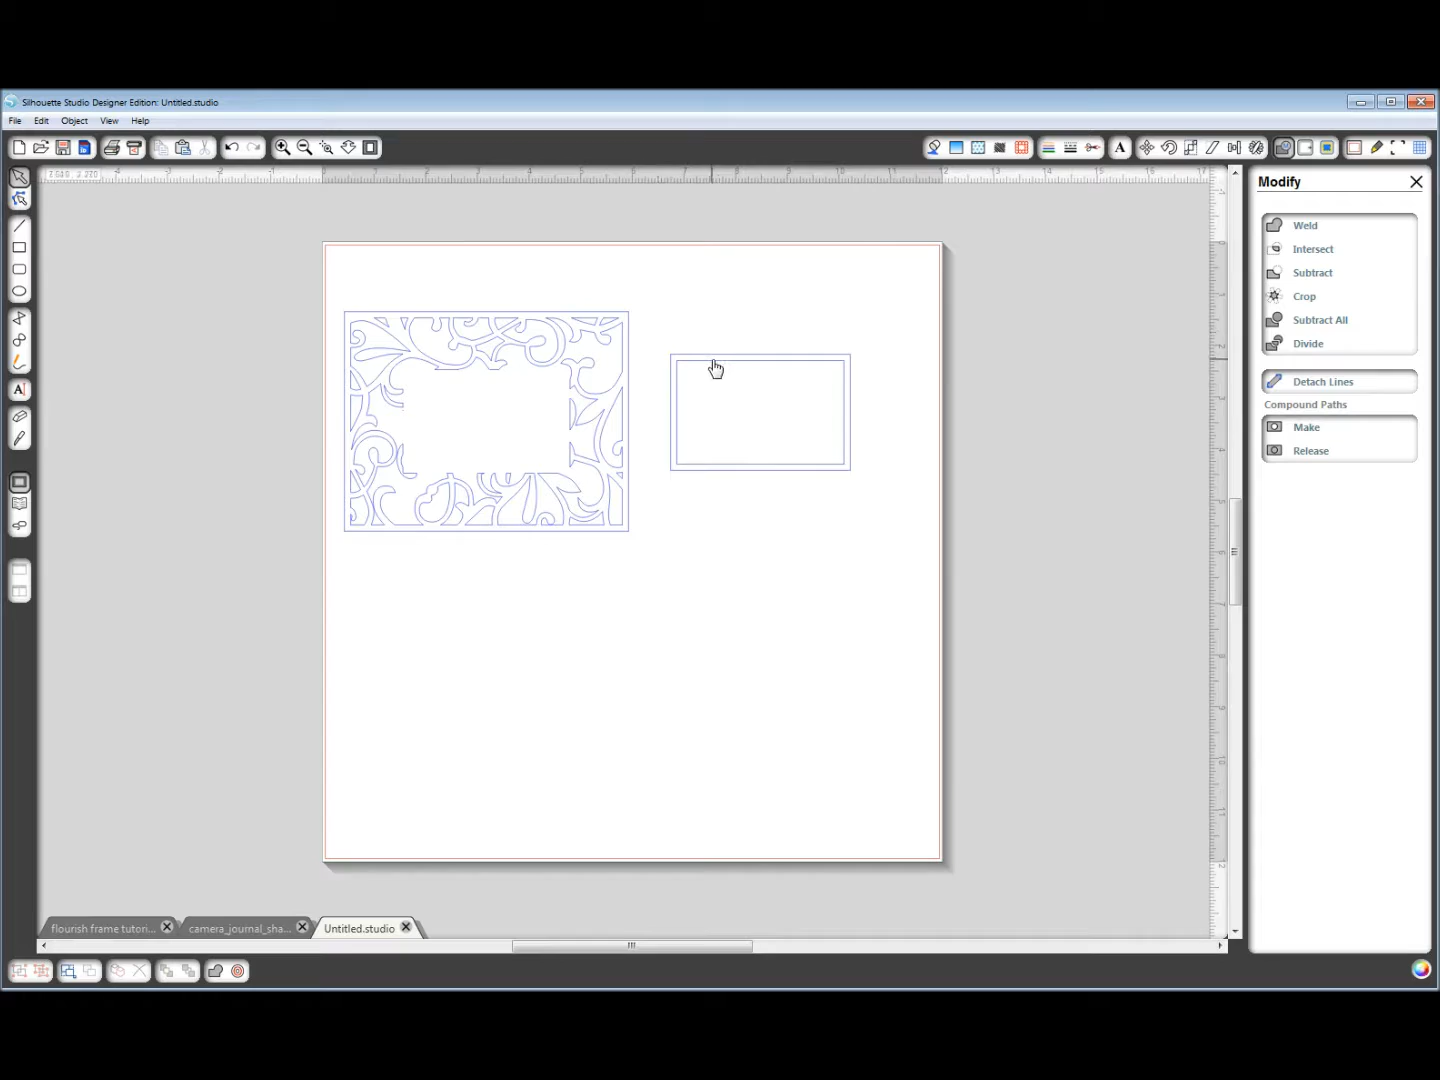 Silhouette Studio Designer Edition: Untitled.studio
File Edit Object View Help
Modify
Weld
Intersect
Subtract
Crop
Subtract All
Divide
Detach Lines
Compound Paths
Make
Release
flourish frame tutori... camera_journal_sha... Untitled.studio